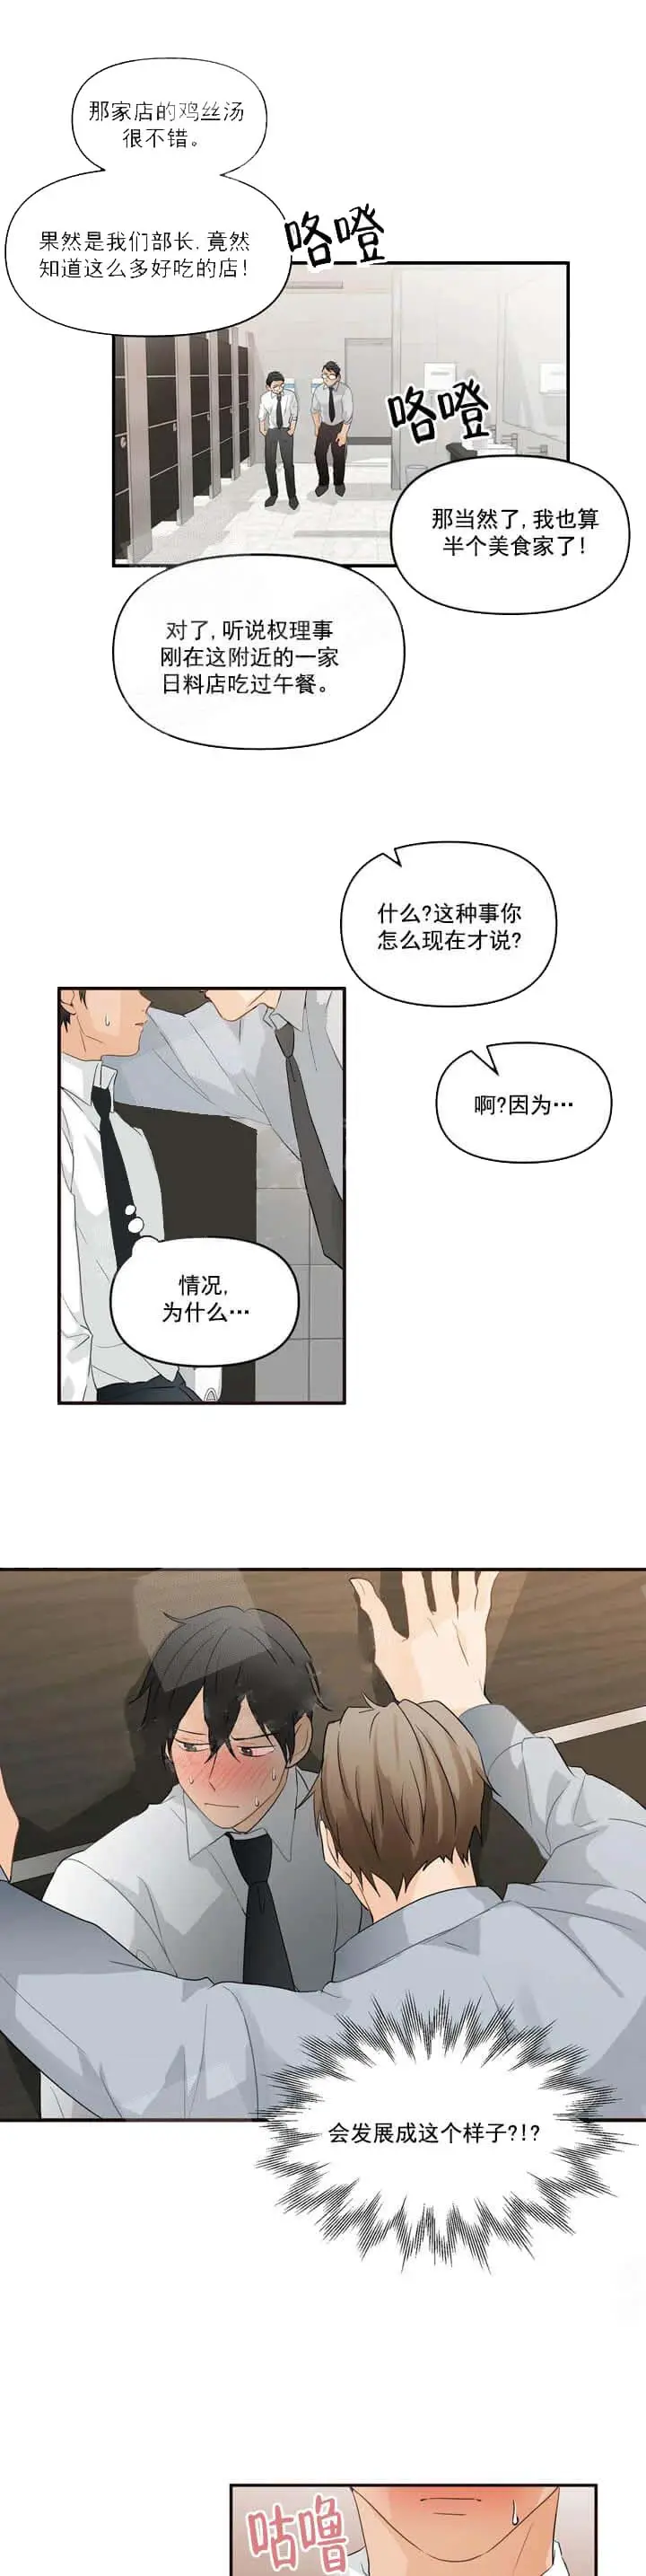 那家店的鸡丝汤
很不错。
果然是我们部长，竟然
知道这么多好吃的店！
咯噔
咯噔
那当然了，我也算
半个美食家了！
对了，听说权理事
刚在这附近的一家
日料店吃过午餐。
什么？这种事你
怎么现在才说？
啊？因为…
情况，
为什么…
会发展成这个样子?!?
咕噜